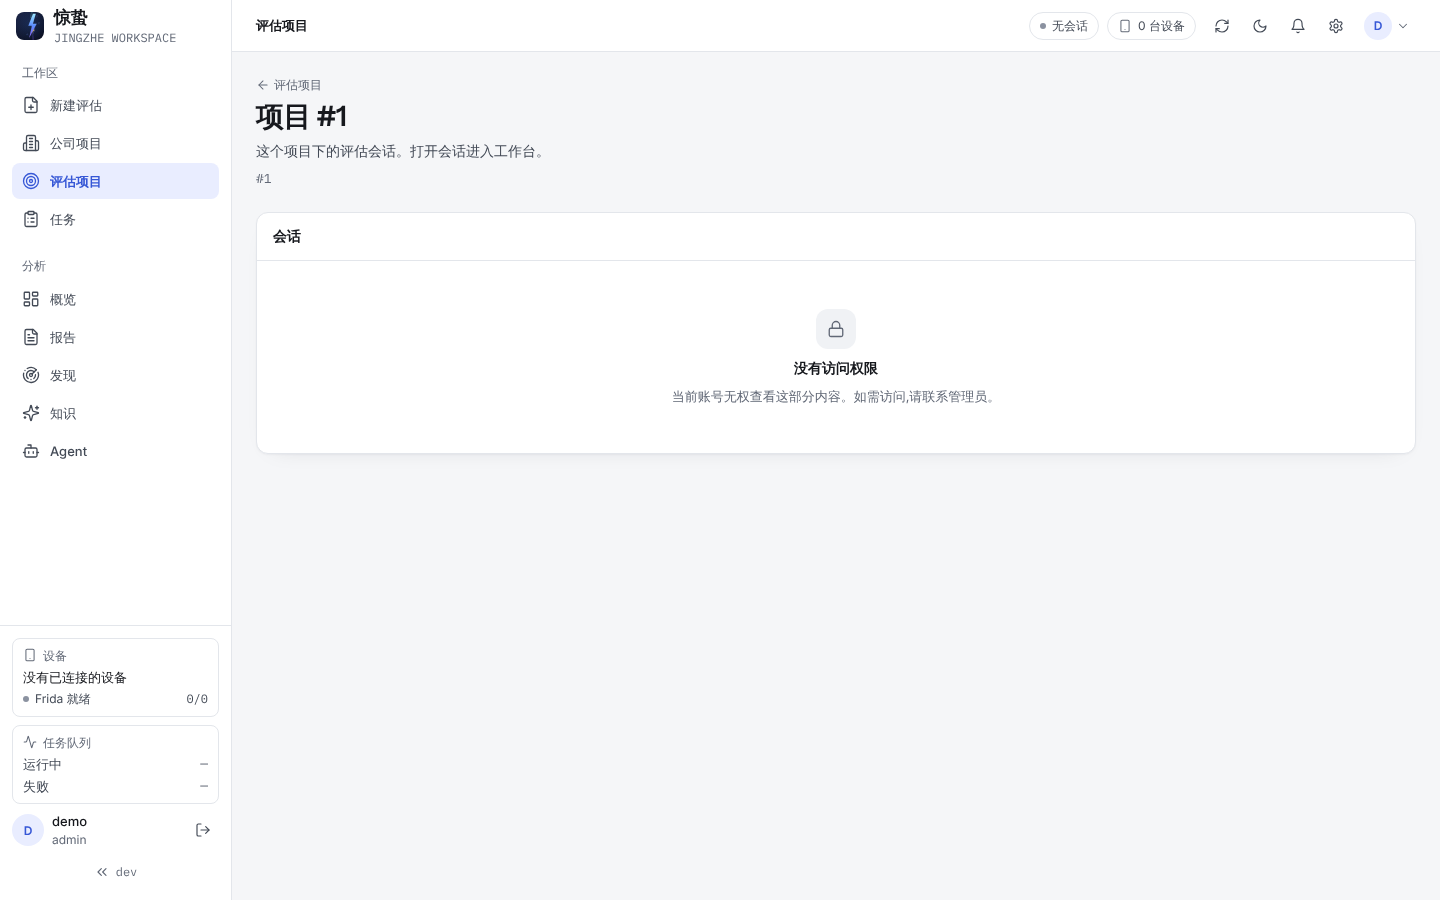 惊蛰
JINGZHE WORKSPACE
工作区
新建评估
公司项目
评估项目
任务
分析
概览
报告
发现
知识
Agent
设备
没有已连接的设备
Frida 就绪 0/0
任务队列
运行中 —
失败 —
D demo
admin
dev
评估项目
无会话
0 台设备
D
评估项目
项目 #1
这个项目下的评估会话。打开会话进入工作台。
#1
会话
没有访问权限
当前账号无权查看这部分内容。如需访问,请联系管理员。